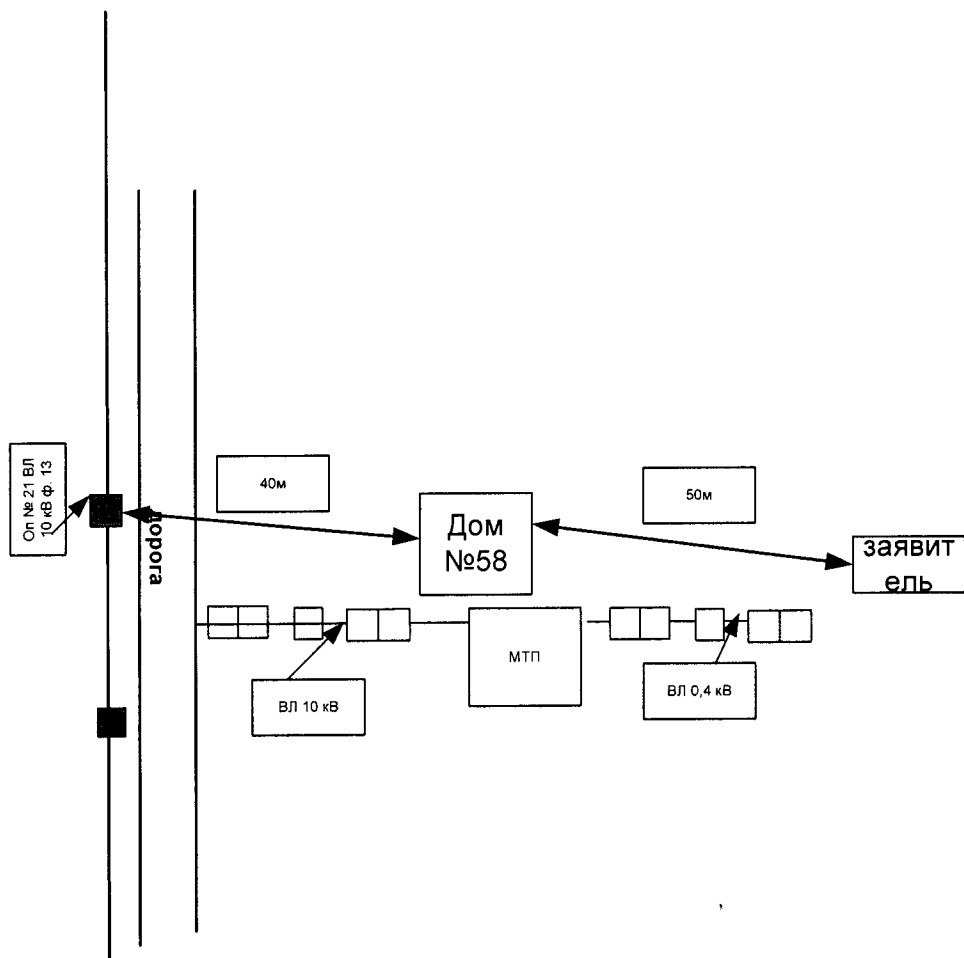 Оп № 21 ВЛ
10 кВ ф. 13
дорога
40м
50м
Дом
№58
заявит
ель
МТП
ВЛ 10 кВ
ВЛ 0,4 кВ